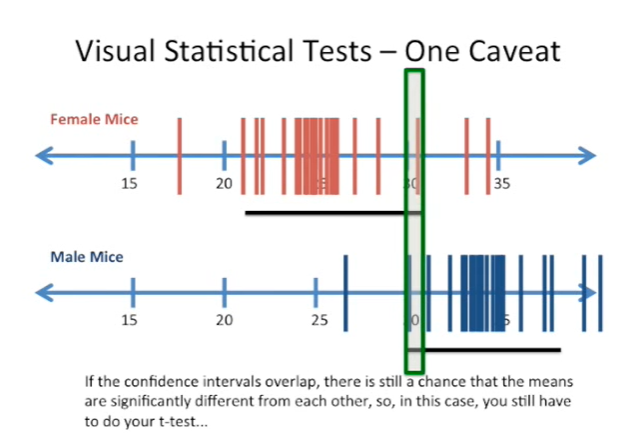 Visual Statistical Tests – One Caveat
Female Mice
15 20 30 35
Male Mice
15 20 25
If the confidence intervals overlap, there is still a chance that the means
are significantly different from each other, so, in this case, you still have
to do your t-test...